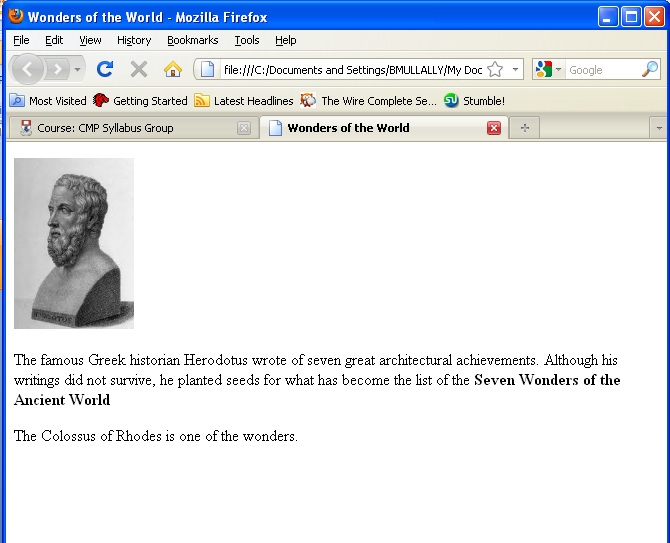 Wonders of the World - Mozilla Firefox
File Edit View History Bookmarks Tools Help
file:///C:/Documents and Settings/BMULLALLY/My Doc Google
Most Visited Getting Started Latest Headlines The Wire Complete Se... Stumble!
Course: CMP Syllabus Group Wonders of the World
The famous Greek historian Herodotus wrote of seven great architectural achievements. Although his
writings did not survive, he planted seeds for what has become the list of the Seven Wonders of the
Ancient World
The Colossus of Rhodes is one of the wonders.